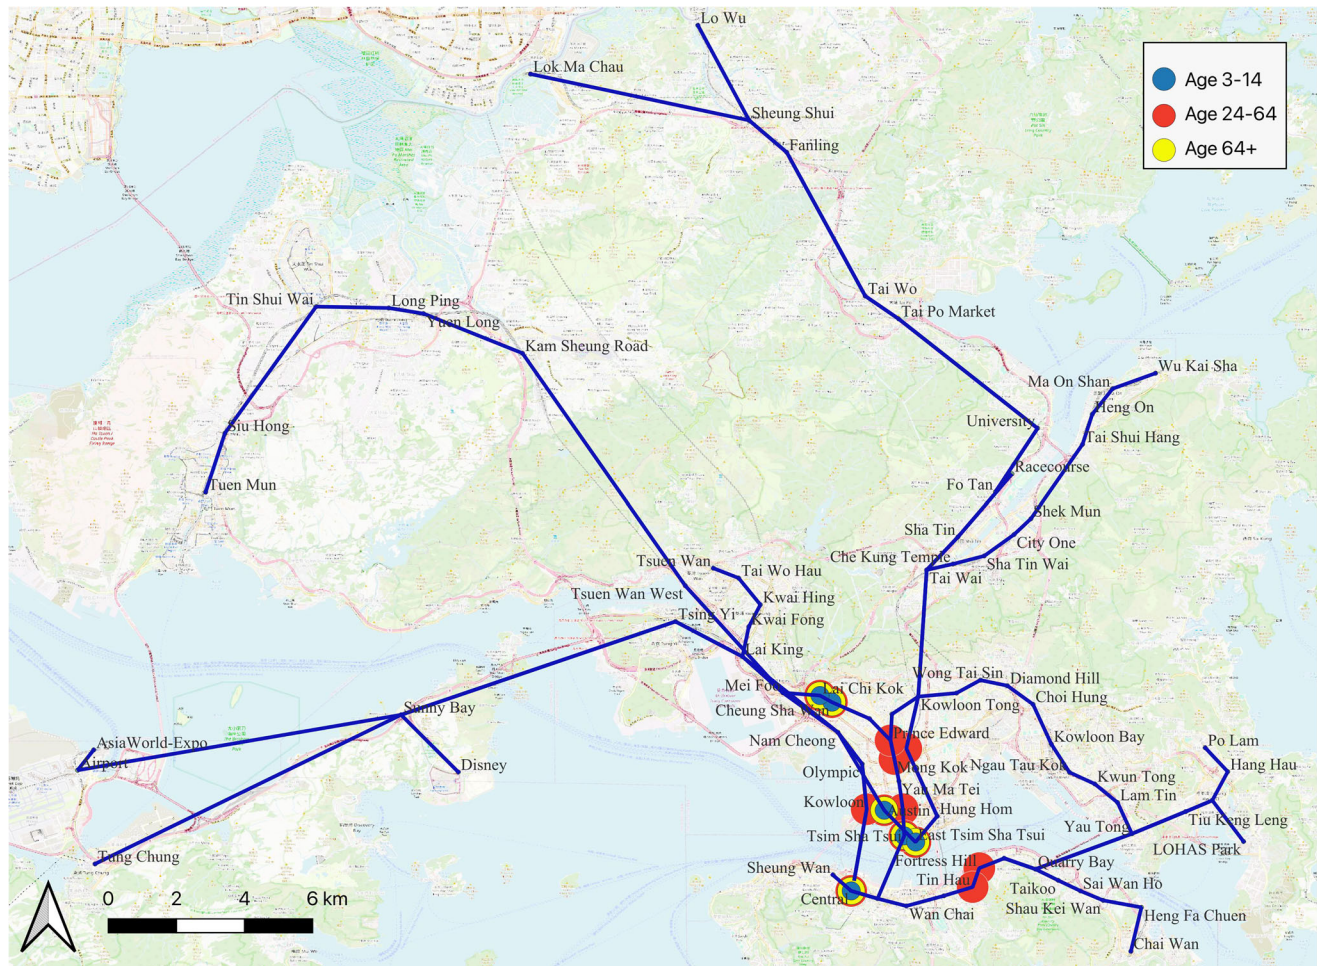 Lo Wu
Lok Ma Chau
Age 3-14
Sheung Shui
Age 24-64
Fanling
Age 64+
Tai Wo
Tin Shui Wai
Long Ping
Tai Po Market
Yuen Long
Kam Sheung Road
Wu Kai Sha
Ma On Shan
Heng On
University
Siu Hong
Tai Shui Hang
Racecourse
Tuen Mun
Fo Tan
Shek Mun
Sha Tin
City One
Che Kung Temple
Tsuen Wan
Sha Tin Wai
Tai Wo Hau
Tai Wai
Tsuen Wan West
Kwai Hing
Tsing Yi
Kwai Fong
Lai King
Wong Tai Sin
Diamond Hill
Mei Foo
Lai Chi Kok
Choi Hung
Kowloon Tong
Sunny Bay
Cheung Sha Wan
Prince Edward
Kowloon Bay
Po Lam
AsiaWorld-Expo
Nam Cheong
Airport
Disney
Olympic
Mong Kok
Ngau Tau Kok
Hang Hau
Kwun Tong
Yau Ma Tei
Lam Tin
Kowloon
Austin
Hung Hom
Tiu Keng Leng
Yau Tong
Tsim Sha Tsui
East Tsim Sha Tsui
LOHAS Park
Tung Chung
Fortress Hill
Quarry Bay
Sheung Wan
Tin Hau
Taikoo
Sai Wan Ho
Central
Shau Kei Wan
Wan Chai
Heng Fa Chuen
Chai Wan
0 2 4 6 km